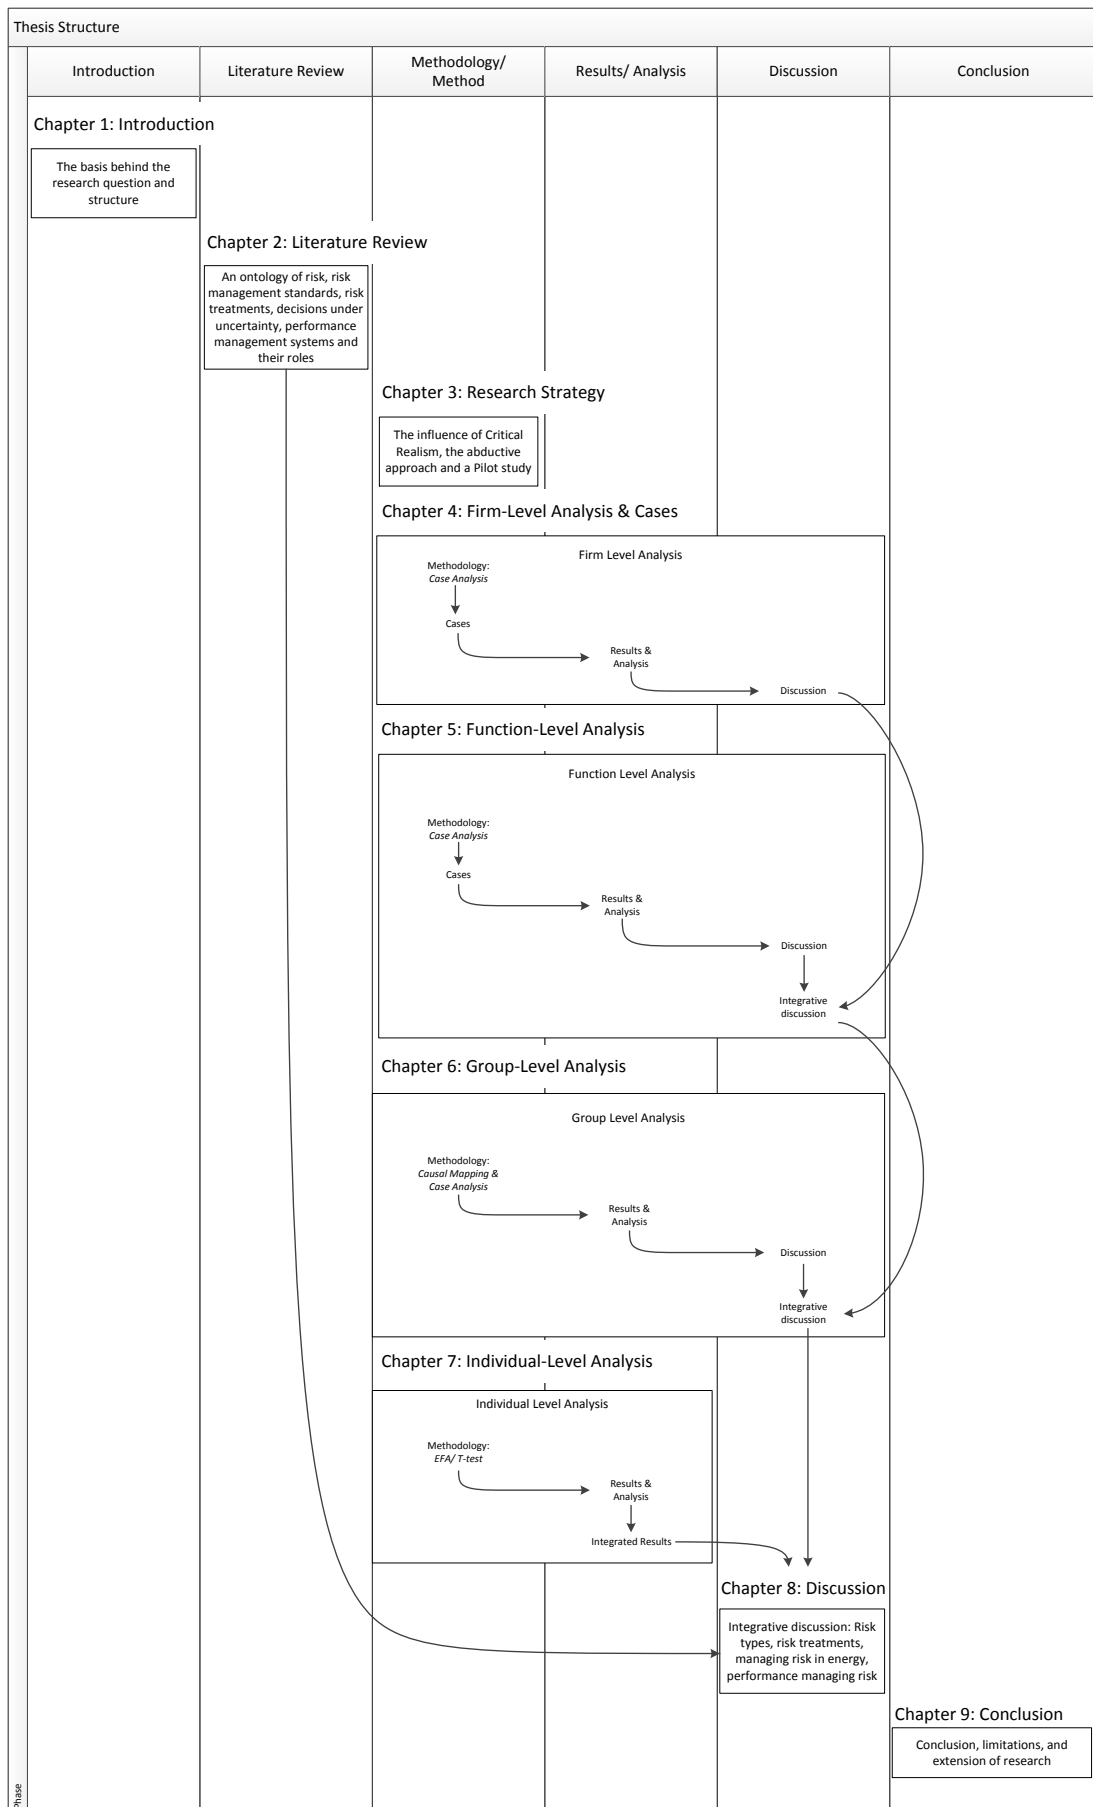 Thesis Structure
Introduction
Literature Review
Methodology/
Method
Results/ Analysis
Discussion
Conclusion
Chapter 1: Introduction
The basis behind the
research question and
structure
Chapter 2: Literature Review
An ontology of risk, risk
management standards, risk
treatments, decisions under
uncertainty, performance
management systems and
their roles
Chapter 3: Research Strategy
The influence of Critical
Realism, the abductive
approach and a Pilot study
Chapter 4: Firm-Level Analysis & Cases
Firm Level Analysis
Methodology:
Case Analysis
Cases
Results &
Analysis
Discussion
Chapter 5: Function-Level Analysis
Function Level Analysis
Methodology:
Case Analysis
Cases
Results &
Analysis
Discussion
Integrative
discussion
Chapter 6: Group-Level Analysis
Group Level Analysis
Methodology:
Causal Mapping &
Case Analysis
Results &
Analysis
Discussion
Integrative
discussion
Chapter 7: Individual-Level Analysis
Individual Level Analysis
Methodology:
EFA/ T-test
Results &
Analysis
Integrated Results
Chapter 8: Discussion
Integrative discussion: Risk
types, risk treatments,
managing risk in energy,
performance managing risk
Chapter 9: Conclusion
Conclusion, limitations, and
extension of research
Phase